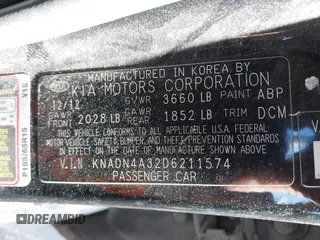 MANUFACTURED IN KOREA BY
KIA MOTORS CORPORATION
12/12 GVWR 3660 LB PAINT ABP
GAWR FRONT 2028 LB GAWR REAR 1852 LB TRIM DCM
THIS VEHICLE CONFORMS TO ALL APPLICABLE U.S.A. FEDERAL
MOTOR VEHICLE SAFETY, BUMPER, AND THEFT PREVENTION
STANDARDS IN EFFECT ON THE DATE OF MANUFACTURE SHOWN ABOVE.
V.I.N. KNADN4A32D6211574
PASSENGER CAR
P185/65R15
DREAMBID